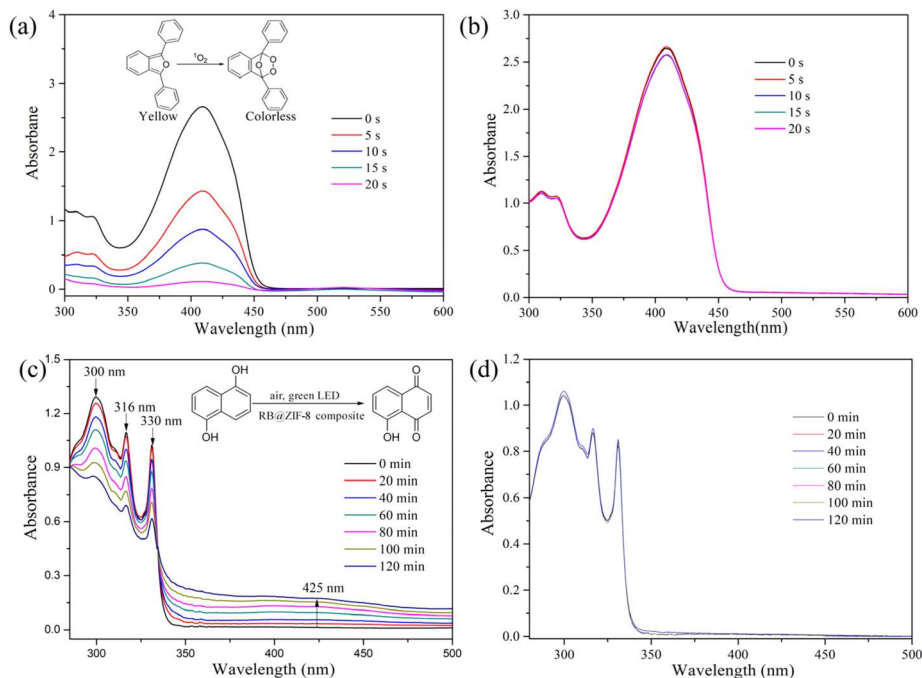 (a)
O
O
O
O
¹O₂
Yellow
Colorless
0 s
5 s
10 s
15 s
20 s
4
3
2
1
0
Absorbane
300
350
400
450
500
550
600
Wavelength (nm)
(b)
0 s
5 s
10 s
15 s
20 s
3.0
2.5
2.0
1.5
1.0
0.5
0.0
Absorbane
300
350
400
450
500
550
600
Wavelength(nm)
(c)
300 nm
316 nm
330 nm
OH
OH
air, green LED
RB@ZIF-8 composite
O
O
OH
0 min
20 min
40 min
60 min
80 min
100 min
120 min
425 nm
1.5
1.2
0.9
0.6
0.3
0.0
Absorbance
300
350
400
450
500
Wavelength (nm)
(d)
0 min
20 min
40 min
60 min
80 min
100 min
120 min
1.2
1.0
0.8
0.6
0.4
0.2
0.0
Absorbance
300
350
400
450
500
Wavelength (nm)